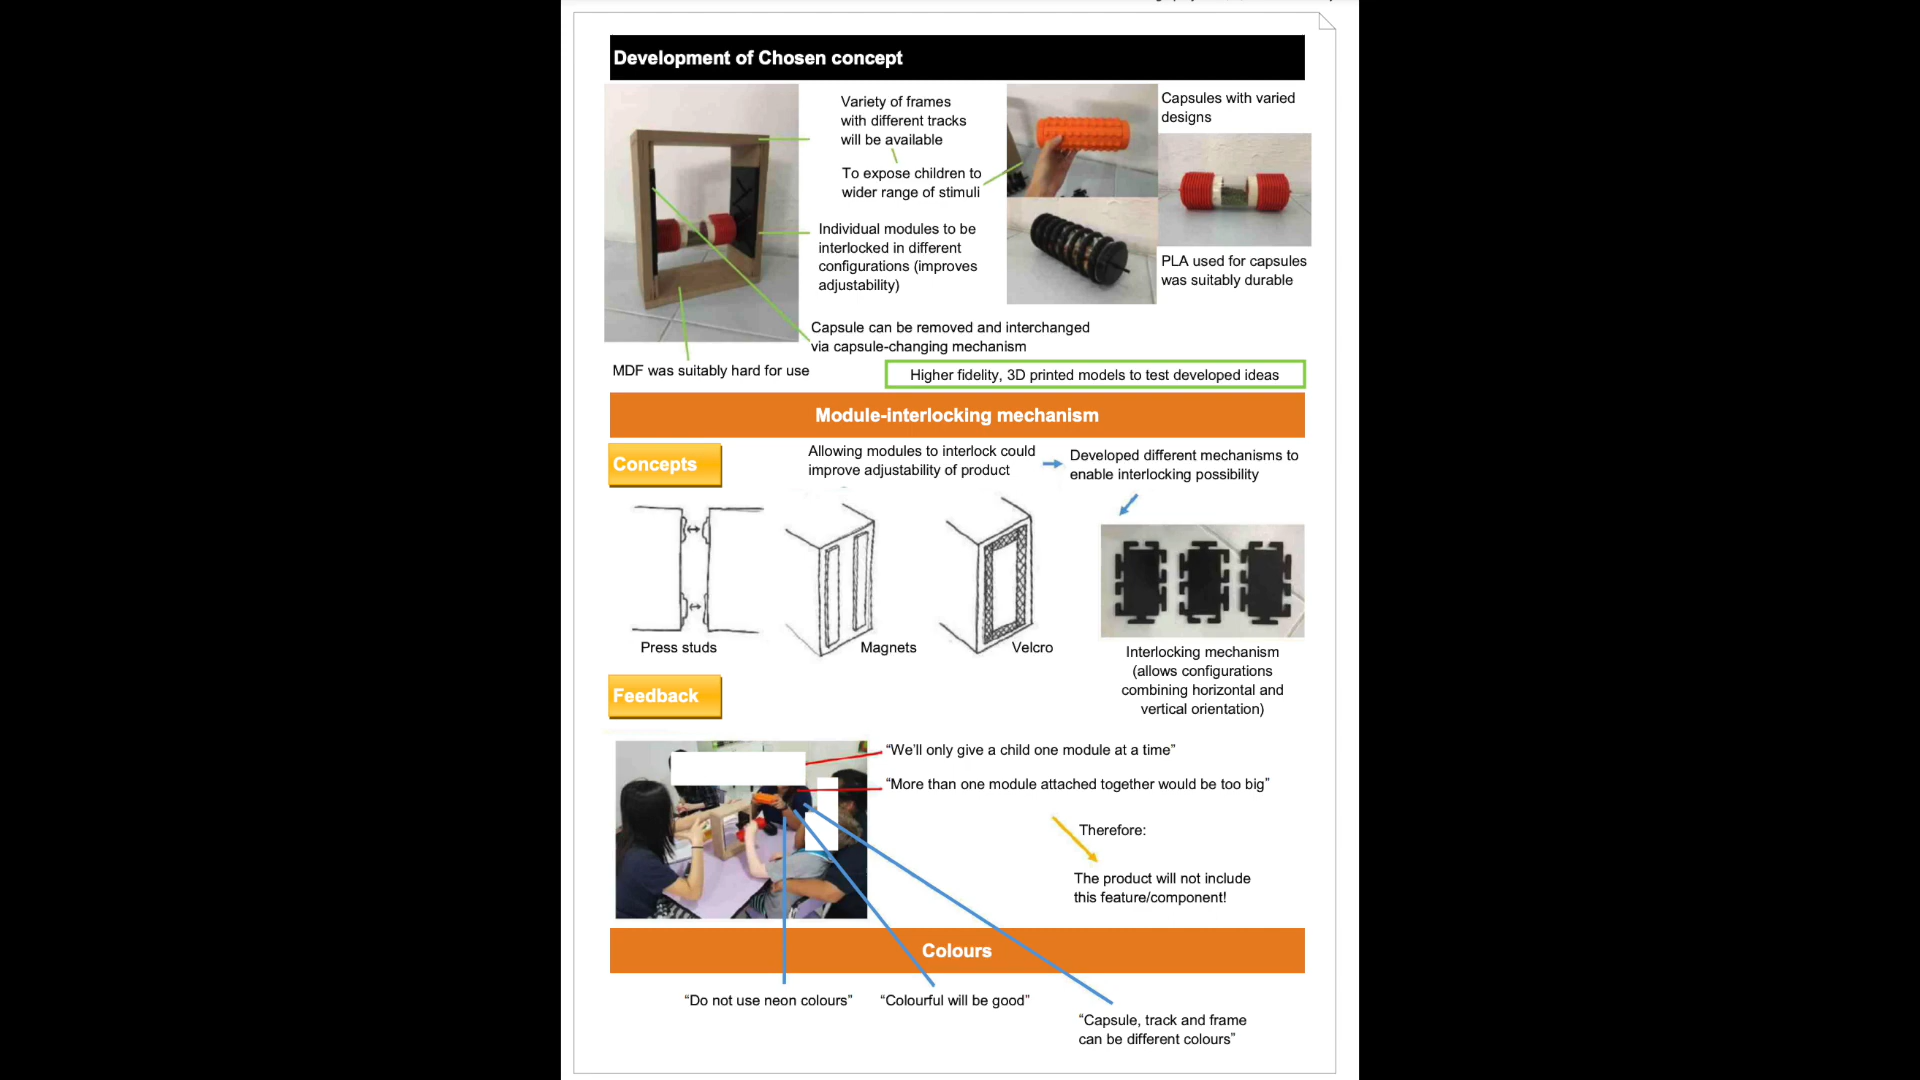 Development of Chosen concept
Variety of frames
with different tracks
will be available
To expose children to
wider range of stimuli
Individual modules to be
interlocked in different
configurations (improves
adjustability)
Capsules with varied
designs
PLA used for capsules
was suitably durable
Capsule can be removed and interchanged
via capsule-changing mechanism
MDF was suitably hard for use
Higher fidelity, 3D printed models to test developed ideas
Module-interlocking mechanism
Concepts
Allowing modules to interlock could
improve adjustability of product
Developed different mechanisms to
enable interlocking possibility
Press studs
Magnets
Velcro
Interlocking mechanism
(allows configurations
combining horizontal and
vertical orientation)
Feedback
“We’ll only give a child one module at a time”
“More than one module attached together would be too big”
Therefore:
The product will not include
this feature/component!
Colours
“Do not use neon colours”
“Colourful will be good”
“Capsule, track and frame
can be different colours”